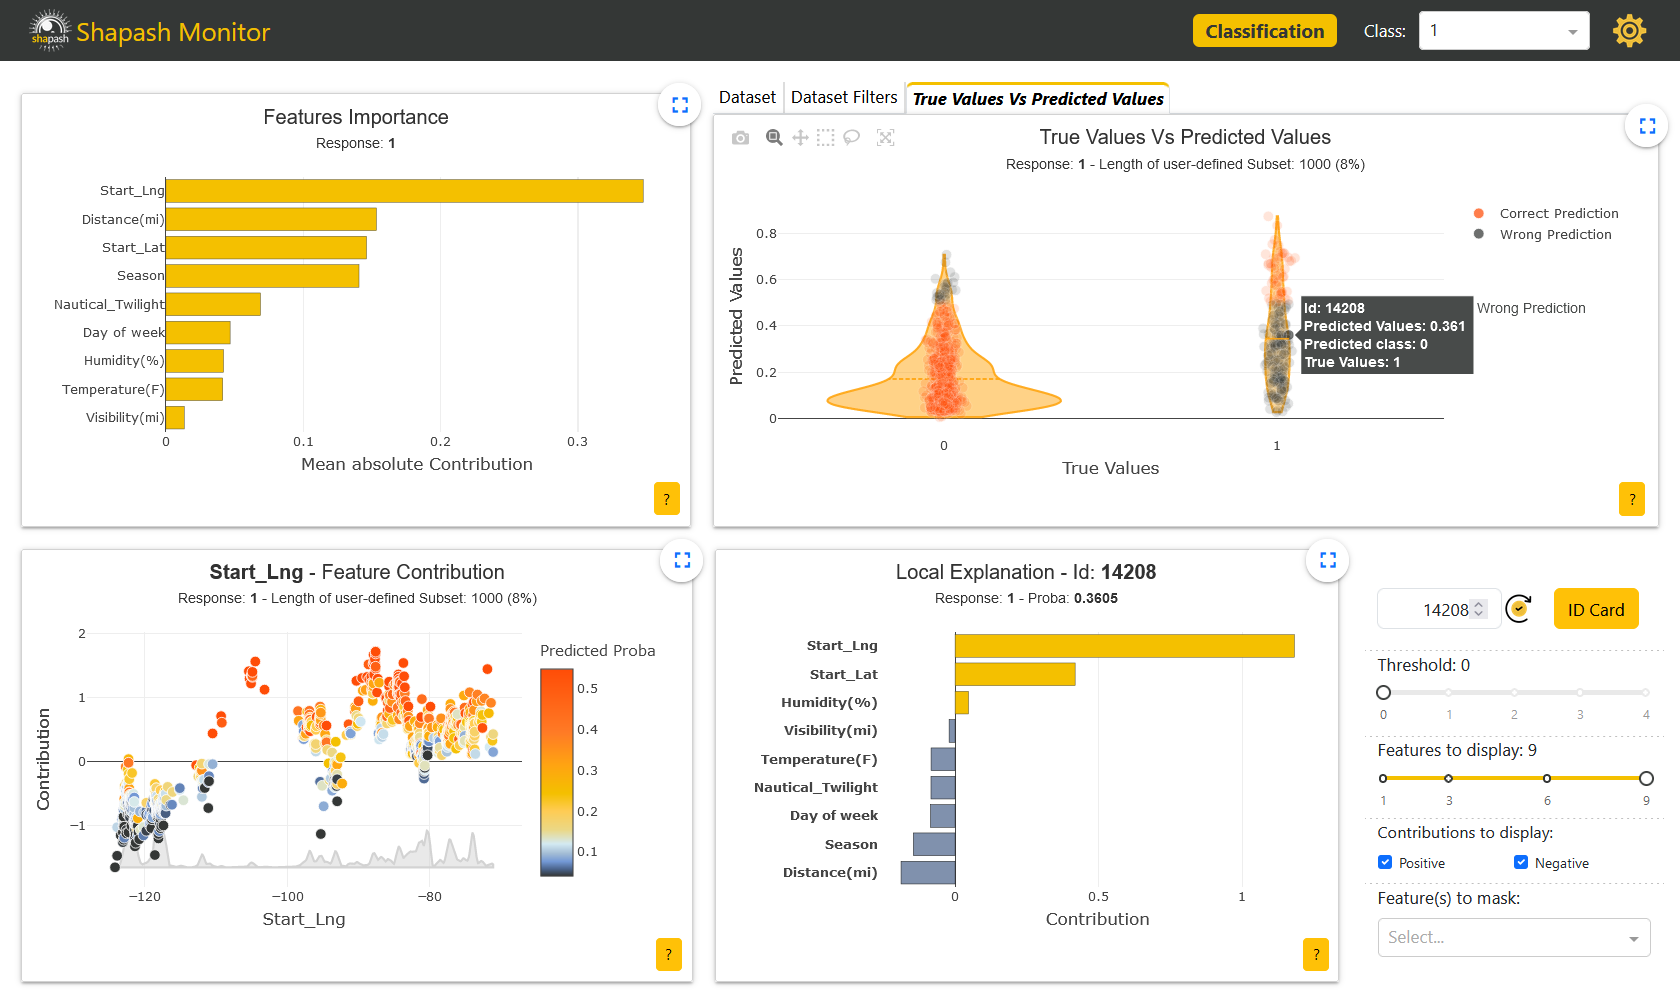 shapash
Shapash Monitor
Classification
Class:
1
Features Importance
Response: 1
Start_Lng
Distance(mi)
Start_Lat
Season
Nautical_Twilight
Day of week
Humidity(%)
Temperature(F)
Visibility(mi)
0
0.1
0.2
0.3
Mean absolute Contribution
?
Dataset
Dataset Filters
True Values Vs Predicted Values
True Values Vs Predicted Values
Response: 1 - Length of user-defined Subset: 1000 (8%)
Predicted Values
0.8
0.6
0.4
0.2
0
0
1
True Values
Correct Prediction
Wrong Prediction
Id: 14208
Predicted Values: 0.361
Predicted class: 0
True Values: 1
Wrong Prediction
?
Start_Lng - Feature Contribution
Response: 1 - Length of user-defined Subset: 1000 (8%)
Contribution
2
1
0
−1
−120
−100
−80
Start_Lng
Predicted Proba
0.5
0.4
0.3
0.2
0.1
?
Local Explanation - Id: 14208
Response: 1 - Proba: 0.3605
Start_Lng
Start_Lat
Humidity(%)
Visibility(mi)
Temperature(F)
Nautical_Twilight
Day of week
Season
Distance(mi)
0
0.5
1
Contribution
?
14208
ID Card
Threshold: 0
0
1
2
3
4
Features to display: 9
1
3
6
9
Contributions to display:
Positive
Negative
Feature(s) to mask:
Select...